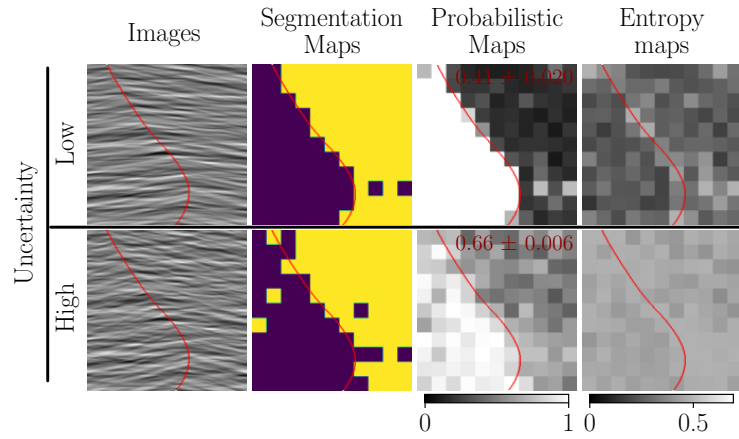 Images
Segmentation
Maps
Probabilistic
Maps
Entropy
maps
Uncertainty
Low
0.41 ± 0.020
High
0.66 ± 0.006
0
1
0
0.5